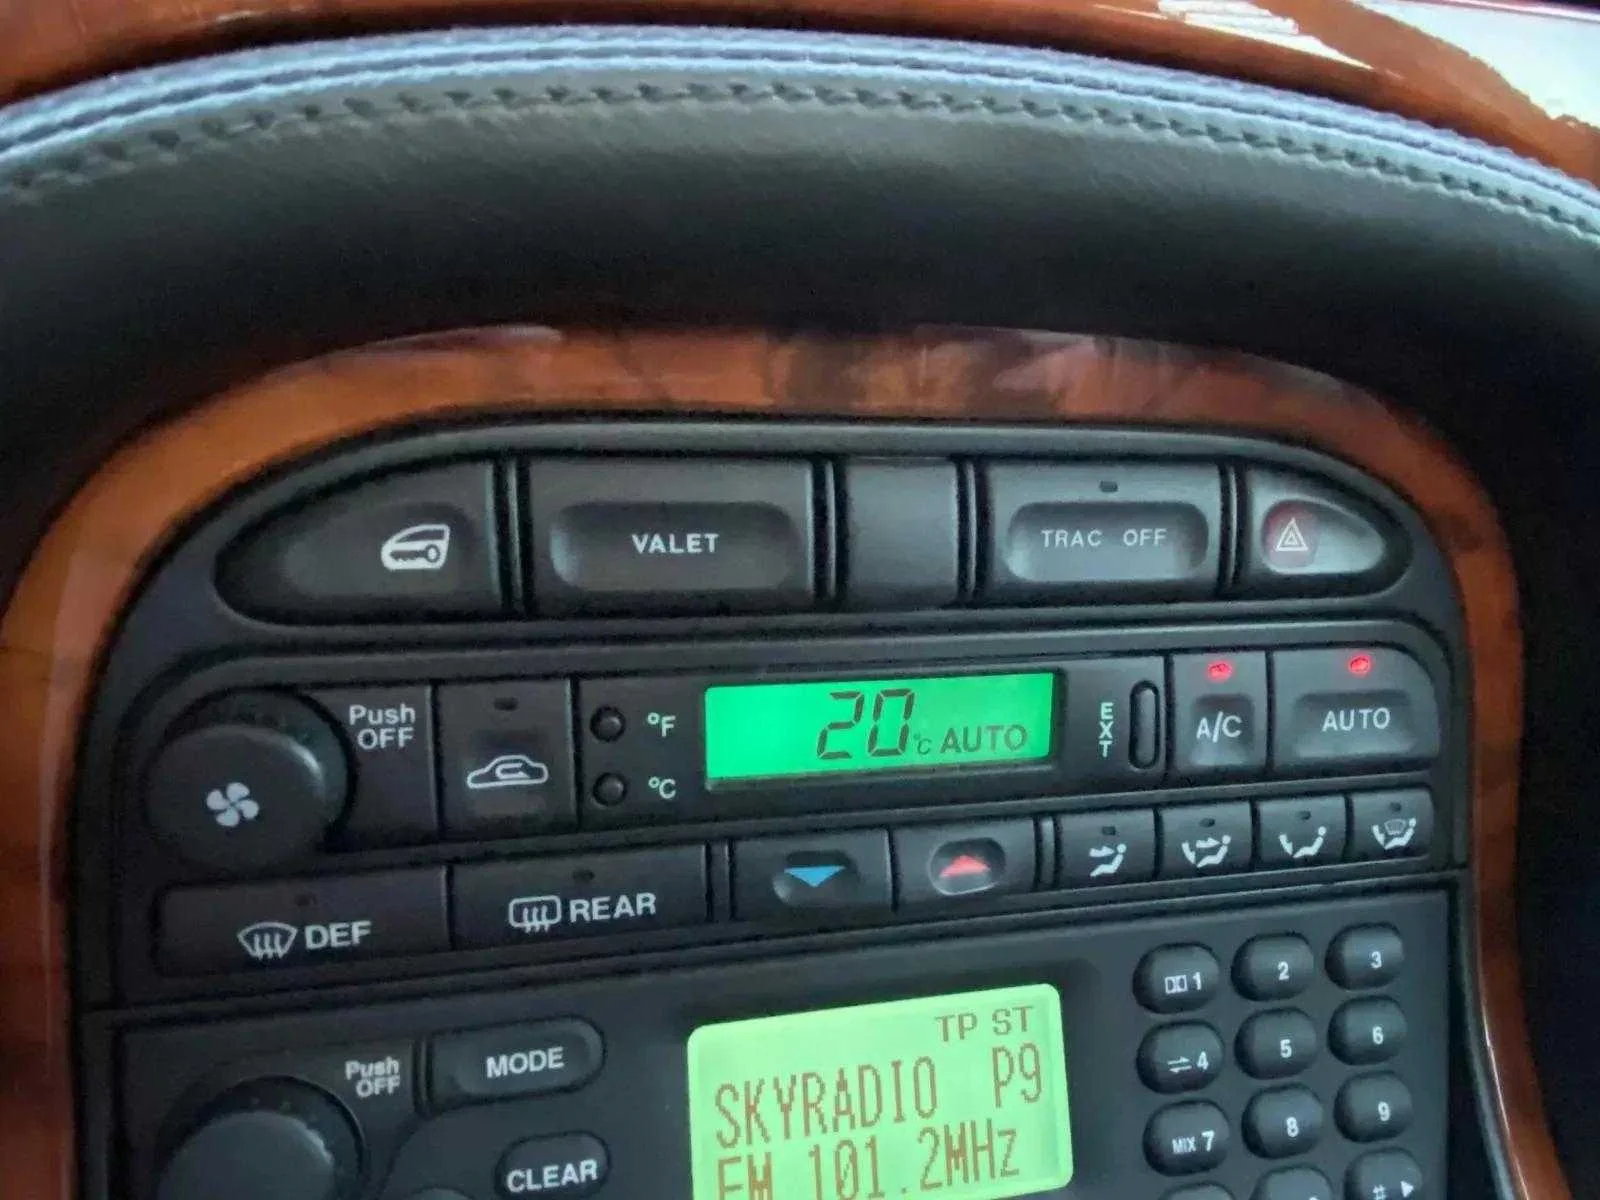 VALET
TRAC OFF
Push
OFF
°F
°C
20°C AUTO
EXT
A/C
AUTO
DEF
REAR
Push
OFF
MODE
CLEAR
TP ST
SKYRADIO P9
FM 101.2MHz
1
2
3
4
5
6
MIX 7
8
9
#